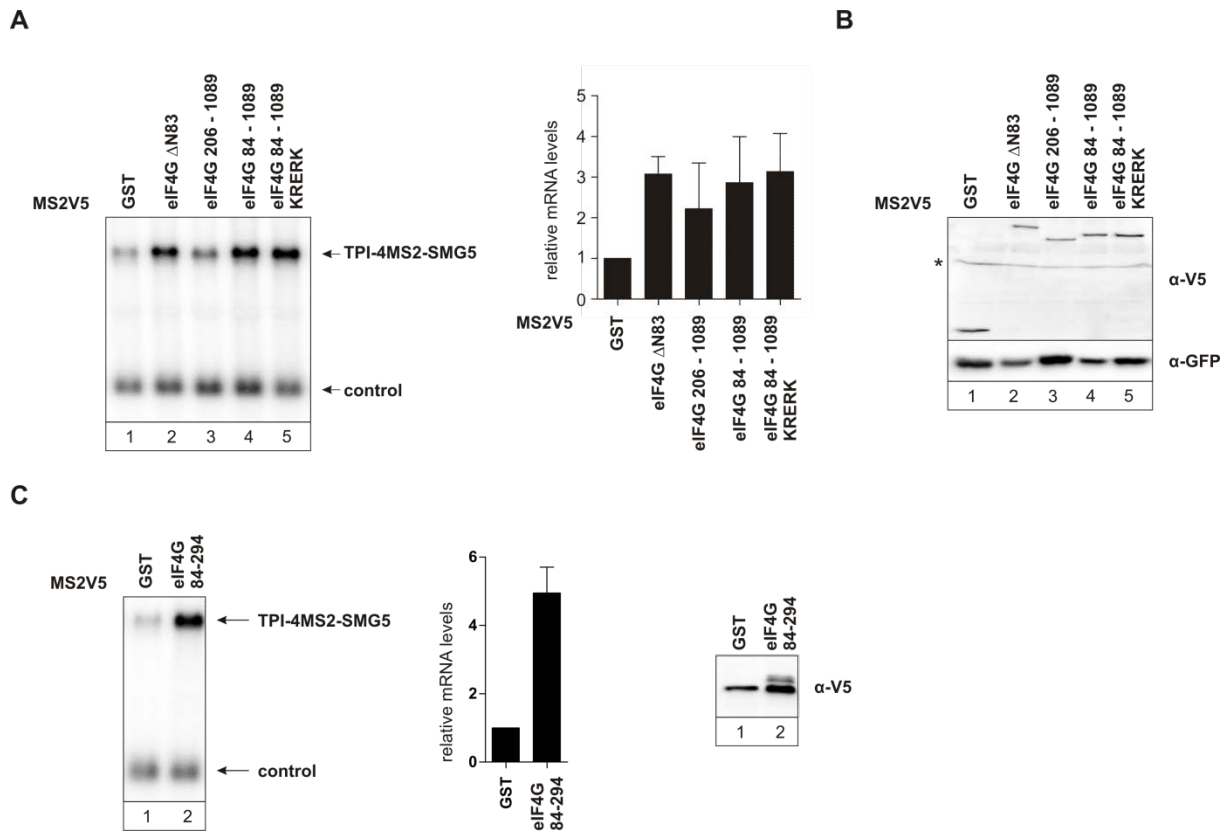 A
MS2V5
GST
eIF4G ΔN83
eIF4G 206 - 1089
eIF4G 84 - 1089
eIF4G 84 - 1089
KRERK
TPI-4MS2-SMG5
control
1 2 3 4 5
relative mRNA levels
5
4
3
2
1
0
MS2V5
GST
eIF4G ΔN83
eIF4G 206 - 1089
eIF4G 84 - 1089
eIF4G 84 - 1089
KRERK
B
MS2V5
GST
eIF4G ΔN83
eIF4G 206 - 1089
eIF4G 84 - 1089
eIF4G 84 - 1089
KRERK
*
α-V5
α-GFP
1 2 3 4 5
C
MS2V5
GST
eIF4G
84-294
TPI-4MS2-SMG5
control
1 2
relative mRNA levels
6
4
2
0
GST
eIF4G
84-294
GST
eIF4G
84-294
α-V5
1 2